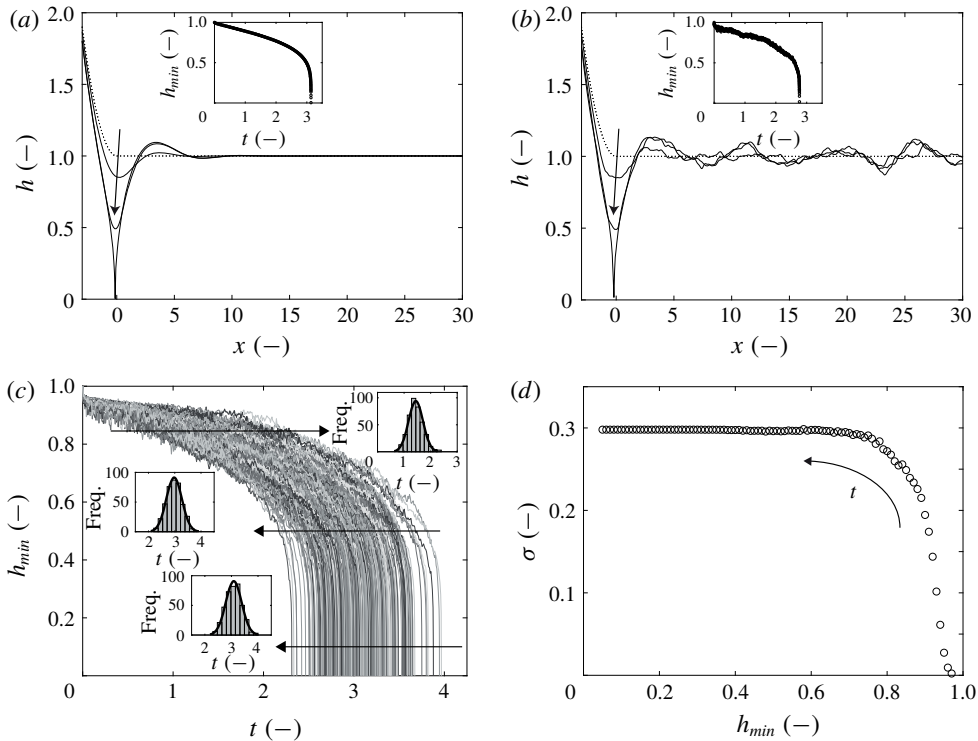 (a)
2.0
1.5
1.0
0.5
0
h (—)
0 5 10 15 20 25 30
x (—)
1.0
0.5
0 1 2 3
h_min (—)
t (—)
(b)
2.0
1.5
1.0
0.5
0
h (—)
0 5 10 15 20 25 30
x (—)
1.0
0.5
0 1 2 3
h_min (—)
t (—)
(c)
1.0
0.8
0.6
0.4
0.2
0
h_min (—)
0 1 2 3 4
t (—)
100
50
0
Freq.
1 2 3
t (—)
100
50
0
Freq.
2 3 4
t (—)
100
50
0
Freq.
2 3 4
t (—)
(d)
0.4
0.3
0.2
0.1
0
σ (—)
t
0.2 0.4 0.6 0.8 1.0
h_min (—)